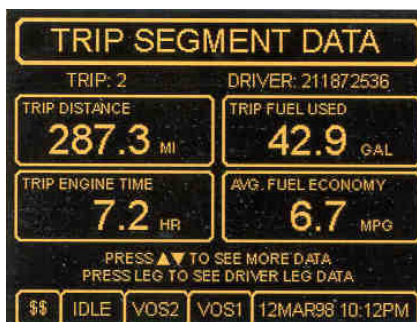 TRIP SEGMENT DATA
TRIP: 2 DRIVER: 211872536
TRIP DISTANCE
287.3 MI
TRIP FUEL USED
42.9 GAL
TRIP ENGINE TIME
7.2 HR
AVG. FUEL ECONOMY
6.7 MPG
PRESS ▲▼ TO SEE MORE DATA
PRESS LEG TO SEE DRIVER LEG DATA
$$ IDLE VOS2 VOS1 12MAR98 10:12PM